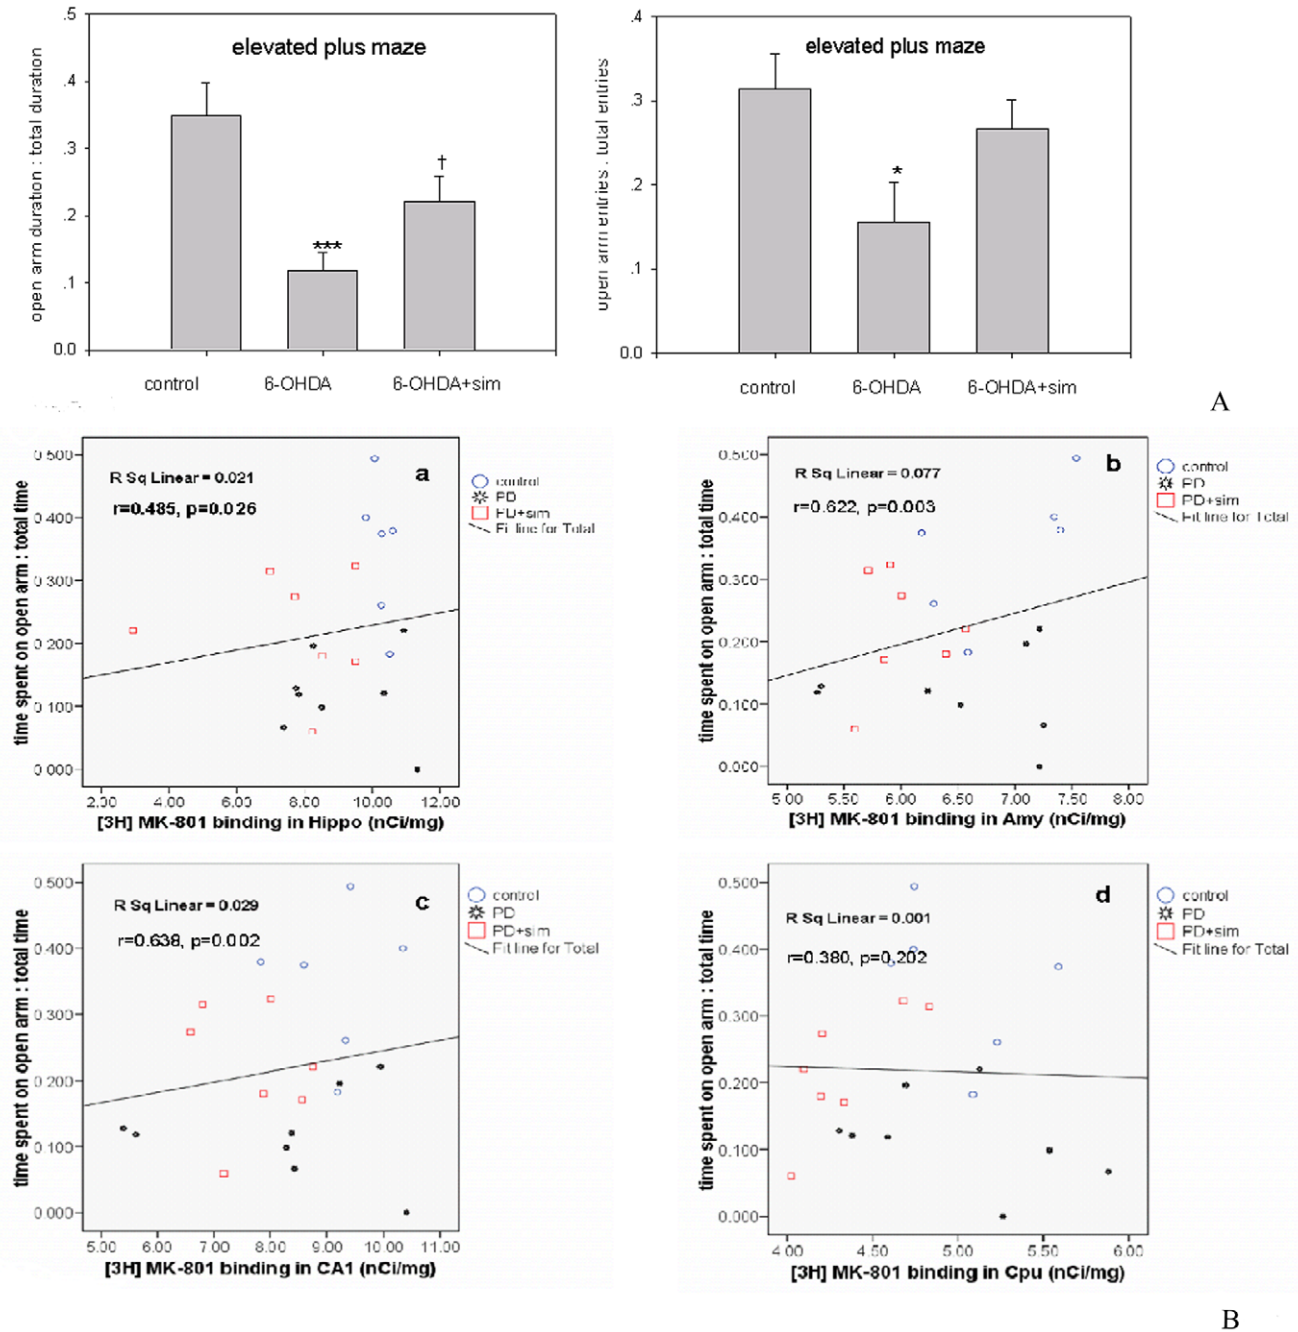 elevated plus maze
open arm duration : total duration
.5
.4
.3
.2
.1
0.0
***
†
control
6-OHDA
6-OHDA+sim
elevated plus maze
.4
.3
.2
.1
0.0
*
control
6-OHDA
6-OHDA+sim
A
time spent on open arm : total time
0.500
0.400
0.300
0.200
0.100
0.000
R Sq Linear = 0.021
r=0.485, p=0.026
a
control
PD
PD+sim
Fit line for Total
2.00 4.00 6.00 8.00 10.00 12.00
[3H] MK-801 binding in Hippo (nCi/mg)
time spent on open arm : total time
0.500
0.400
0.300
0.200
0.100
0.000
R Sq Linear = 0.077
r=0.622, p=0.003
b
control
PD
PD+sim
Fit line for Total
5.00 5.50 6.00 6.50 7.00 7.50 8.00
[3H] MK-801 binding in Amy (nCi/mg)
time spent on open arm : total time
0.500
0.400
0.300
0.200
0.100
0.000
R Sq Linear = 0.029
r=0.638, p=0.002
c
control
PD
PD+sim
Fit line for Total
5.00 6.00 7.00 8.00 9.00 10.00 11.00
[3H] MK-801 binding in CA1 (nCi/mg)
time spent on open arm : total time
0.500
0.400
0.300
0.200
0.100
0.000
R Sq Linear = 0.001
r=0.380, p=0.202
d
control
PD
PD+sim
Fit line for Total
4.00 4.50 5.00 5.50 6.00
[3H] MK-801 binding in Cpu (nCi/mg)
B